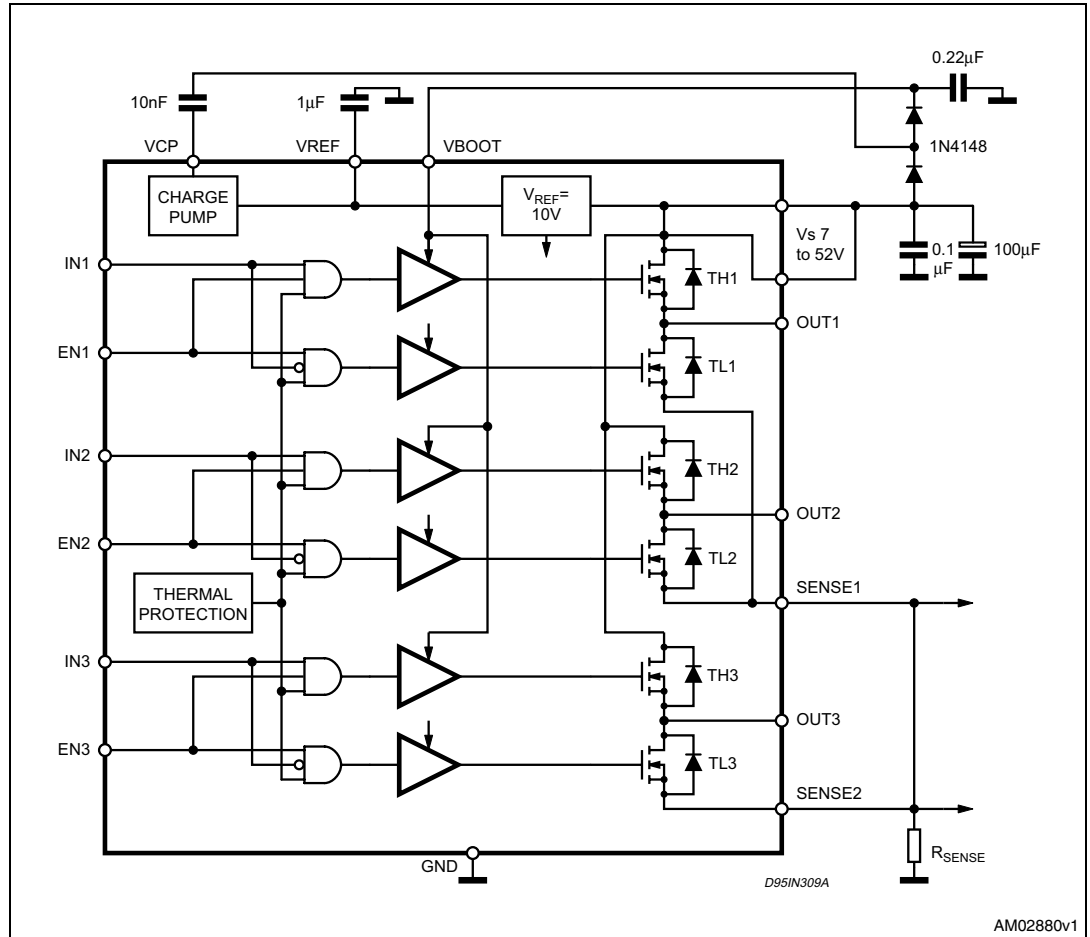 0.22μF
10nF
1μF
VCP
VREF
VBOOT
1N4148
CHARGE
PUMP
VREF=
10V
Vs 7
to 52V
0.1
μF
100μF
IN1
TH1
OUT1
EN1
TL1
IN2
TH2
OUT2
EN2
TL2
THERMAL
PROTECTION
SENSE1
IN3
TH3
OUT3
EN3
TL3
SENSE2
GND
RSENSE
D95IN309A
AM02880v1